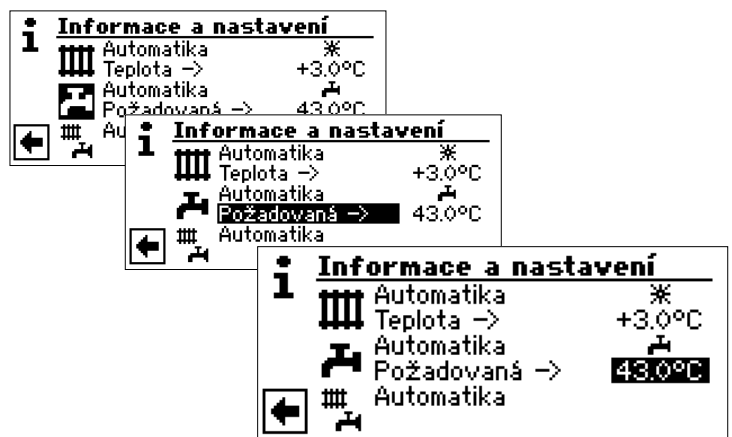 Informace a nastavení
Automatika
Teplota –> +3.0°C
Automatika
Požadovaná –> 43.0°C
Informace a nastavení
Automatika
Teplota –> +3.0°C
Automatika
Požadovaná –> 43.0°C
Automatika
Informace a nastavení
Automatika
Teplota –> +3.0°C
Automatika
Požadovaná –> 43.0°C
Automatika